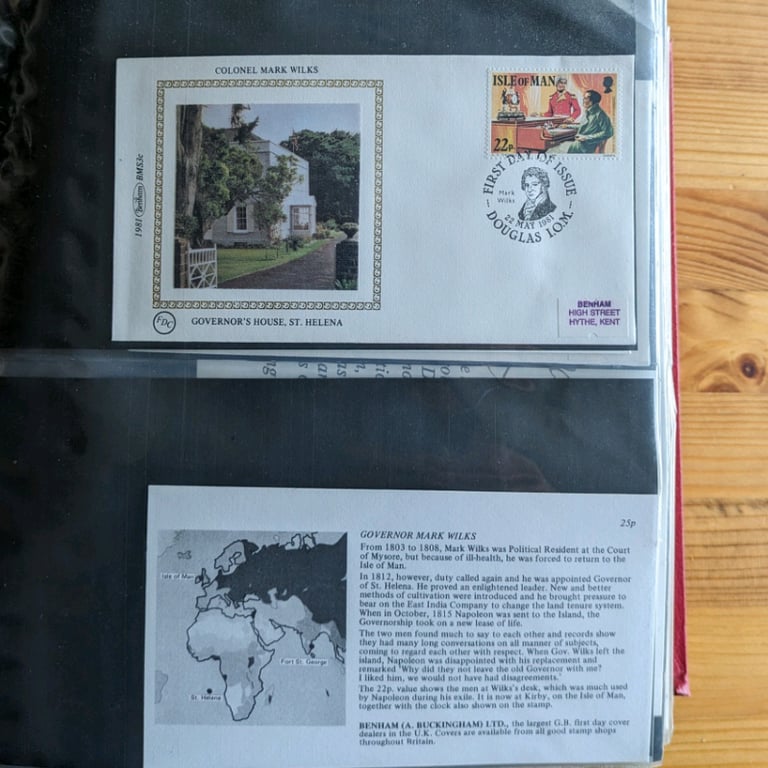 COLONEL MARK WILKS
1981 Benham BMS3c
FDC
GOVERNOR'S HOUSE, ST. HELENA
ISLE OF MAN
22p
FIRST DAY OF ISSUE
Mark
Wilks
22 MAY 1981
DOUGLAS I.O.M.
BENHAM
HIGH STREET
HYTHE, KENT
25p
Isle of Man
Fort St. George
St. Helena
GOVERNOR MARK WILKS
From 1803 to 1808, Mark Wilks was Political Resident at the Court
of Mysore, but because of ill-health, he was forced to return to the
Isle of Man.
In 1812, however, duty called again and he was appointed Governor
of St. Helena. He proved an enlightened leader. New and better
methods of cultivation were introduced and he brought pressure to
bear on the East India Company to change the land tenure system.
When in October, 1815 Napoleon was sent to the Island, the
Governorship took on a new lease of life.
The two men found much to say to each other and records show
they had many long conversations on all manner of subjects,
coming to regard each other with respect. When Gov. Wilks left the
island, Napoleon was disappointed with his replacement and
remarked 'Why did they not leave the old Governor with me?
I liked him, we would not have had disagreements.'
The 22p. value shows the men at Wilks's desk, which was much used
by Napoleon during his exile. It is now at Kirby, on the Isle of Man,
together with the clock also shown on the stamp.
BENHAM (A. BUCKINGHAM) LTD., the largest G.B. first day cover
dealers in the U.K. Covers are available from all good stamp shops
throughout Britain.